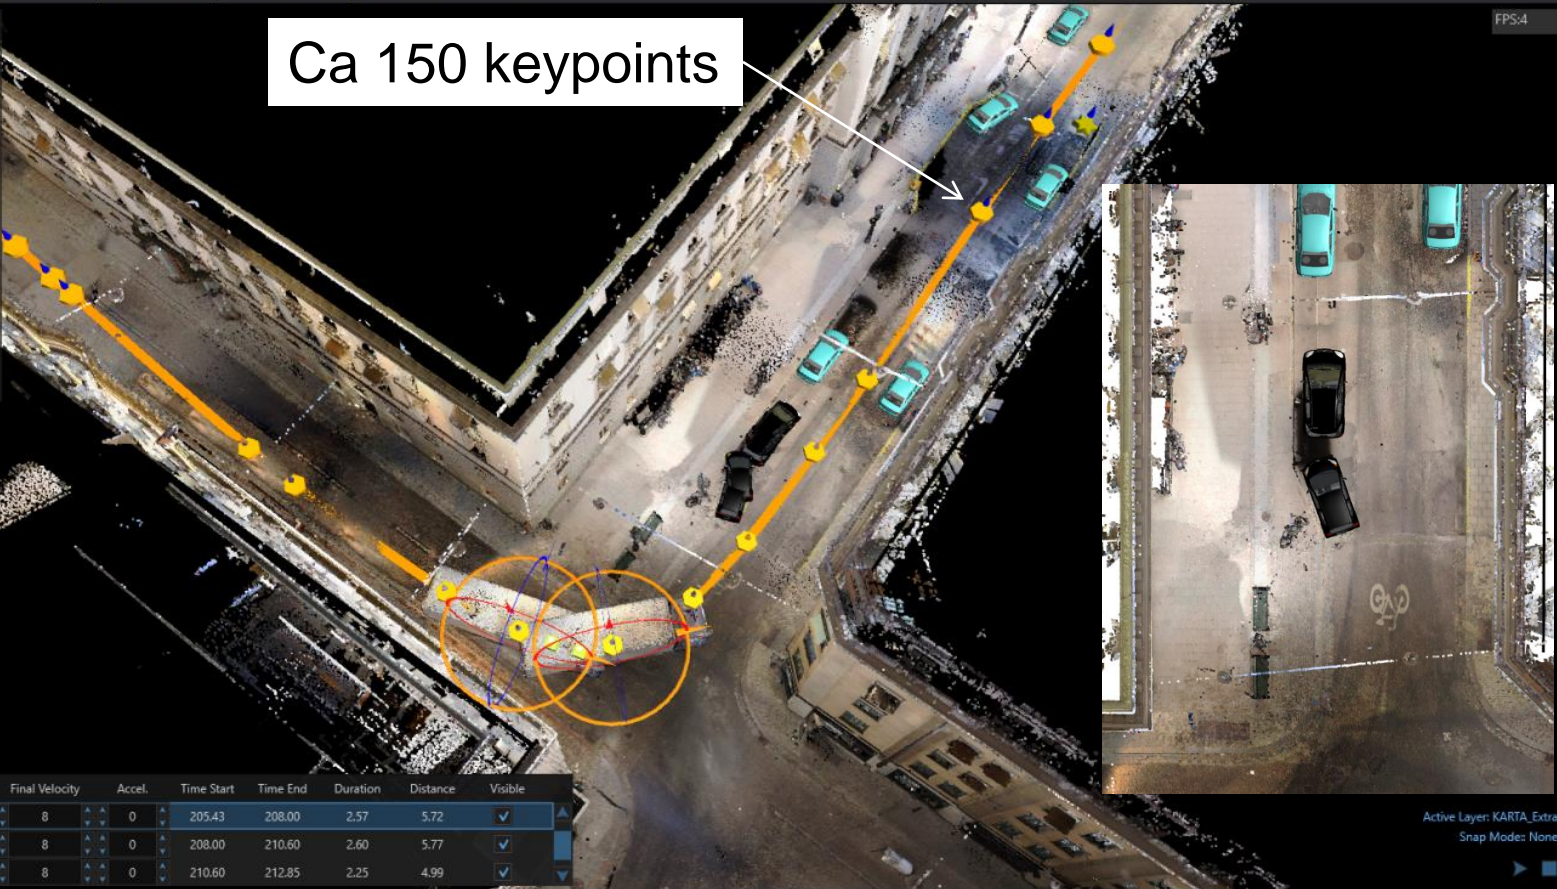 FPS:4
Ca 150 keypoints
Final Velocity Accel. Time Start Time End Duration Distance Visible
8 0 205.43 208.00 2.57 5.72
8 0 208.00 210.60 2.60 5.77
8 0 210.60 212.85 2.25 4.99
Active Layer: KARTA_Extra
Snap Mode:: None